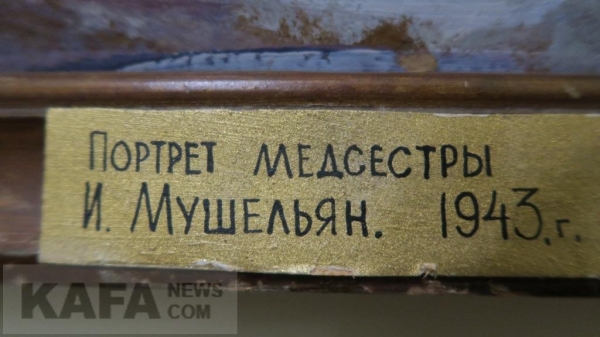 Портрет медсестры
И. Мушельян. 1943.г.
KAFA NEWS
COM